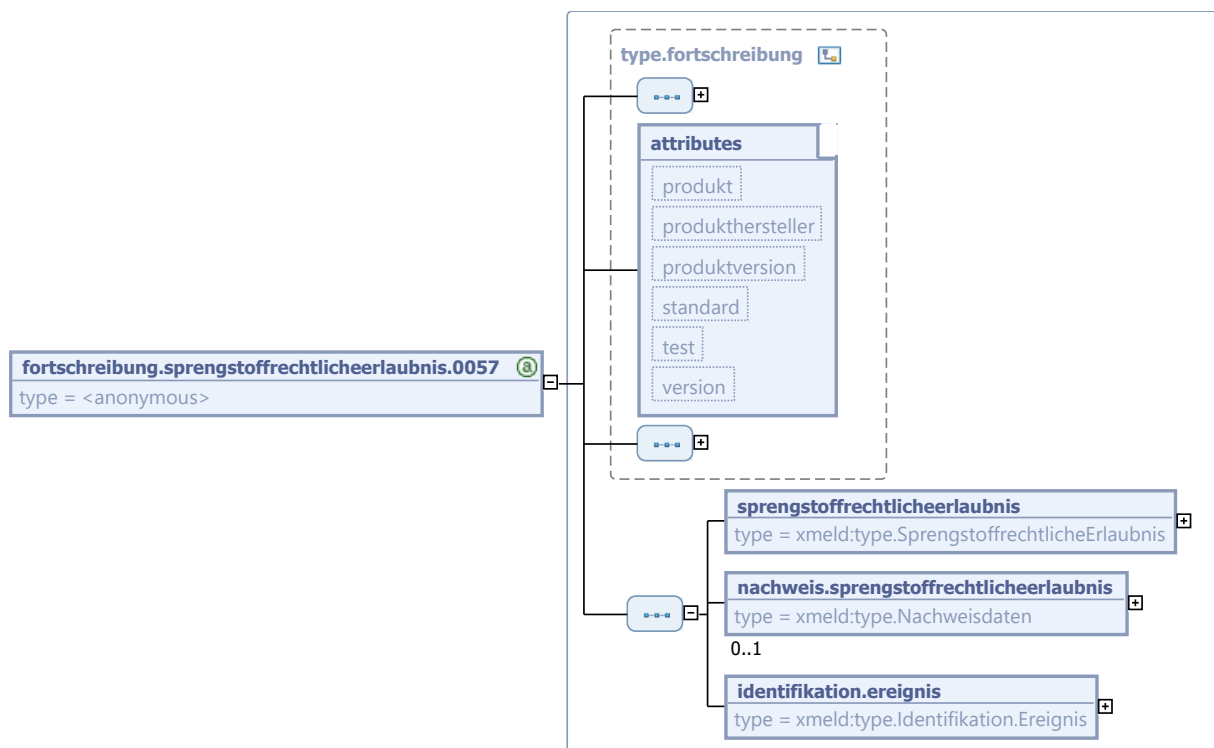 type.fortschreibung
attributes
produkt
produkthersteller
produktversion
standard
test
version
fortschreibung.sprengstoffrechtlicheerlaubnis.0057
type = <anonymous>
sprengstoffrechtlicheerlaubnis
type = xmeld:type.SprengstoffrechtlicheErlaubnis
nachweis.sprengstoffrechtlicheerlaubnis
type = xmeld:type.Nachweisdaten
0..1
identifikation.ereignis
type = xmeld:type.Identifikation.Ereignis